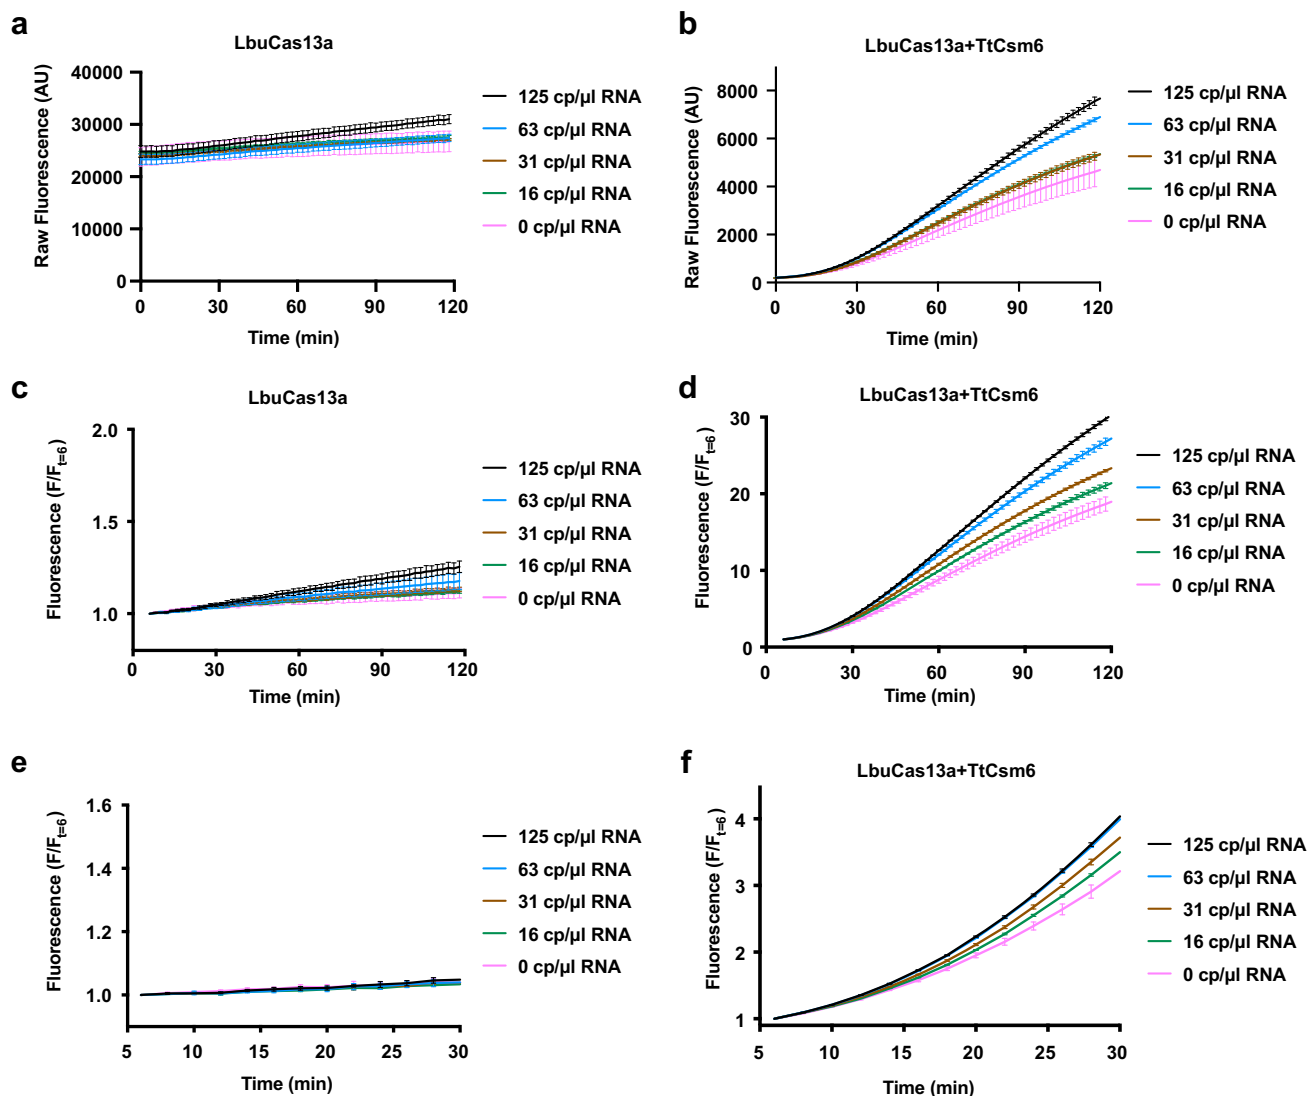 a
LbuCas13a
Raw Fluorescence (AU)
40000
30000
20000
10000
0
0 30 60 90 120
Time (min)
125 cp/µl RNA
63 cp/µl RNA
31 cp/µl RNA
16 cp/µl RNA
0 cp/µl RNA
b
LbuCas13a+TtCsm6
Raw Fluorescence (AU)
8000
6000
4000
2000
0
0 30 60 90 120
Time (min)
125 cp/µl RNA
63 cp/µl RNA
31 cp/µl RNA
16 cp/µl RNA
0 cp/µl RNA
c
LbuCas13a
Fluorescence (F/Ft=6)
2.0
1.5
1.0
0 30 60 90 120
Time (min)
125 cp/µl RNA
63 cp/µl RNA
31 cp/µl RNA
16 cp/µl RNA
0 cp/µl RNA
d
LbuCas13a+TtCsm6
Fluorescence (F/Ft=6)
30
20
10
0
0 30 60 90 120
Time (min)
125 cp/µl RNA
63 cp/µl RNA
31 cp/µl RNA
16 cp/µl RNA
0 cp/µl RNA
e
Fluorescence (F/Ft=6)
1.6
1.4
1.2
1.0
5 10 15 20 25 30
Time (min)
125 cp/µl RNA
63 cp/µl RNA
31 cp/µl RNA
16 cp/µl RNA
0 cp/µl RNA
f
LbuCas13a+TtCsm6
Fluorescence (F/Ft=6)
4
3
2
1
5 10 15 20 25 30
Time (min)
125 cp/µl RNA
63 cp/µl RNA
31 cp/µl RNA
16 cp/µl RNA
0 cp/µl RNA